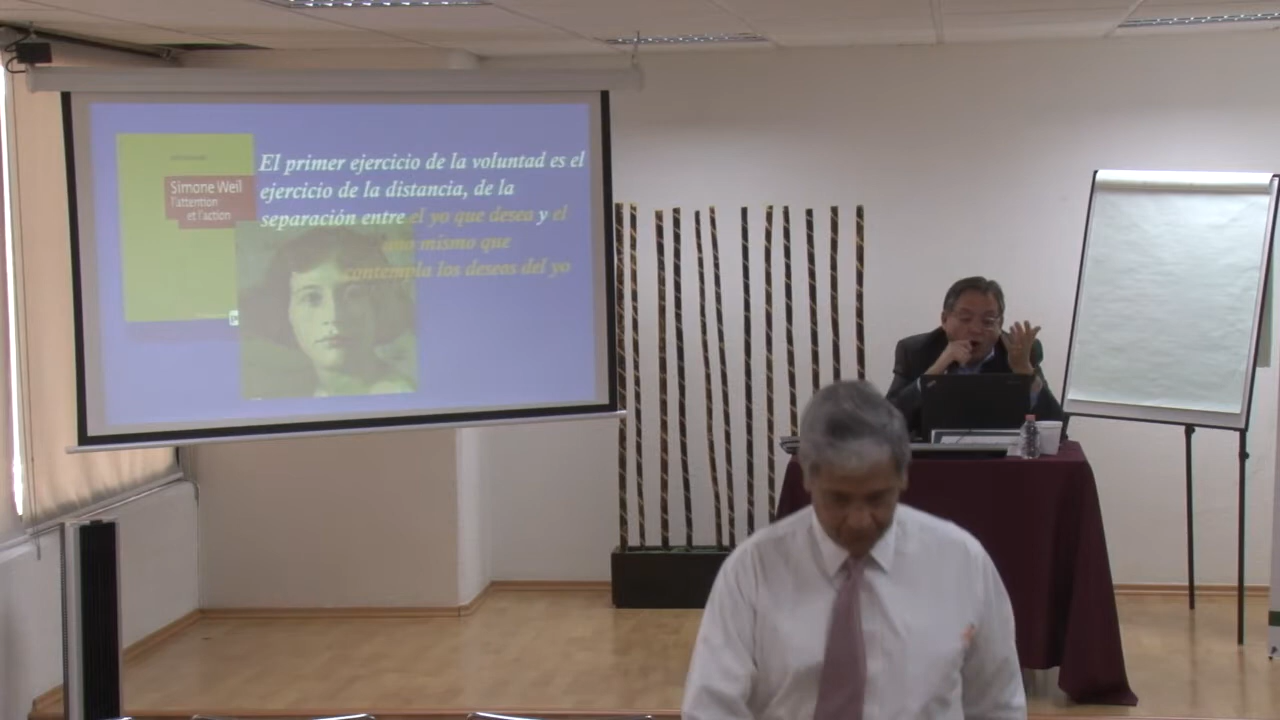 Simone Weil
l'attention
et l'action
El primer ejercicio de la voluntad es el
ejercicio de la distancia, de la
separación entre el yo que desea y el
uno mismo que
contempla los deseos del yo